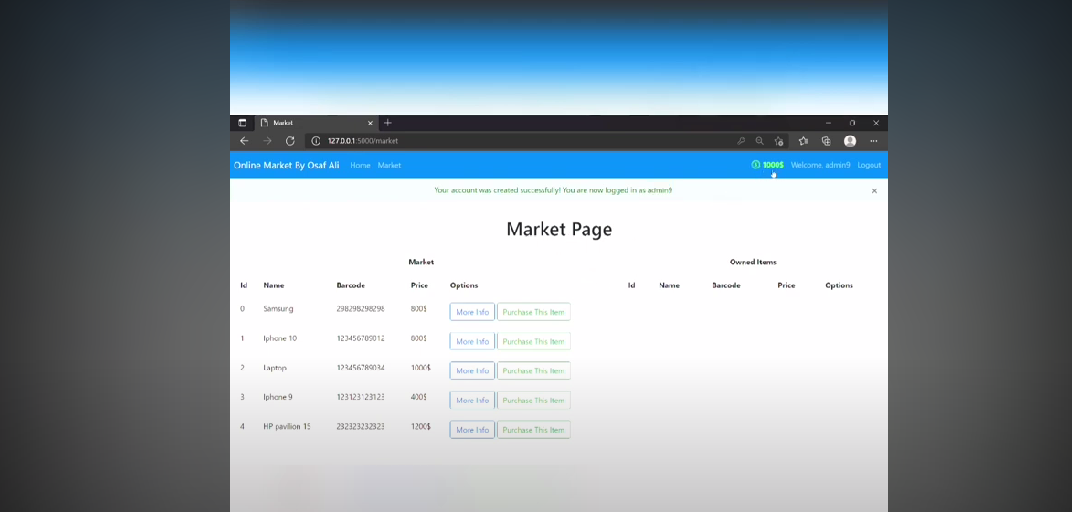 Market
127.0.0.1:5000/market
Online Market By Osaf Ali Home Market 1000$ Welcome, admin9 Logout
Your account was created successfully! You are now logged in as admin9
Market Page
Market Owned Items
Id Name Barcode Price Options Id Name Barcode Price Options
0 Samsung 298298298298 800$ More Info Purchase This Item
1 Iphone 10 123456789012 800$ More Info Purchase This Item
2 Laptop 123456789034 1000$ More Info Purchase This Item
3 Iphone 9 123123123123 400$ More Info Purchase This Item
4 HP pavilion 15 232323232323 1200$ More Info Purchase This Item